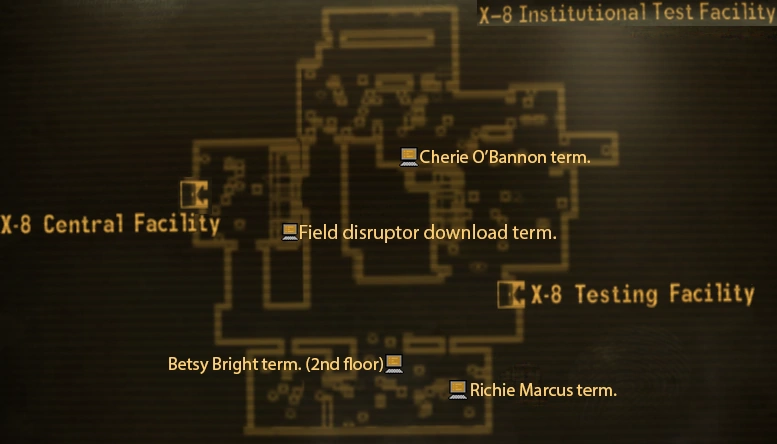 X-8 Institutional Test Facility
Cherie O'Bannon term.
X-8 Central Facility
Field disruptor download term.
X-8 Testing Facility
Betsy Bright term. (2nd floor)
Richie Marcus term.